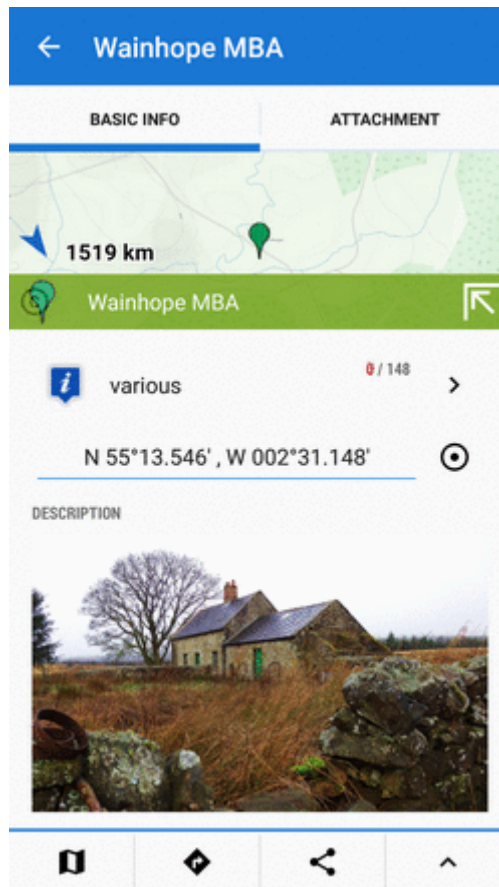 Wainhope MBA
BASIC INFO
ATTACHMENT
1519 km
Wainhope MBA
various
0 / 148
N 55°13.546' , W 002°31.148'
DESCRIPTION